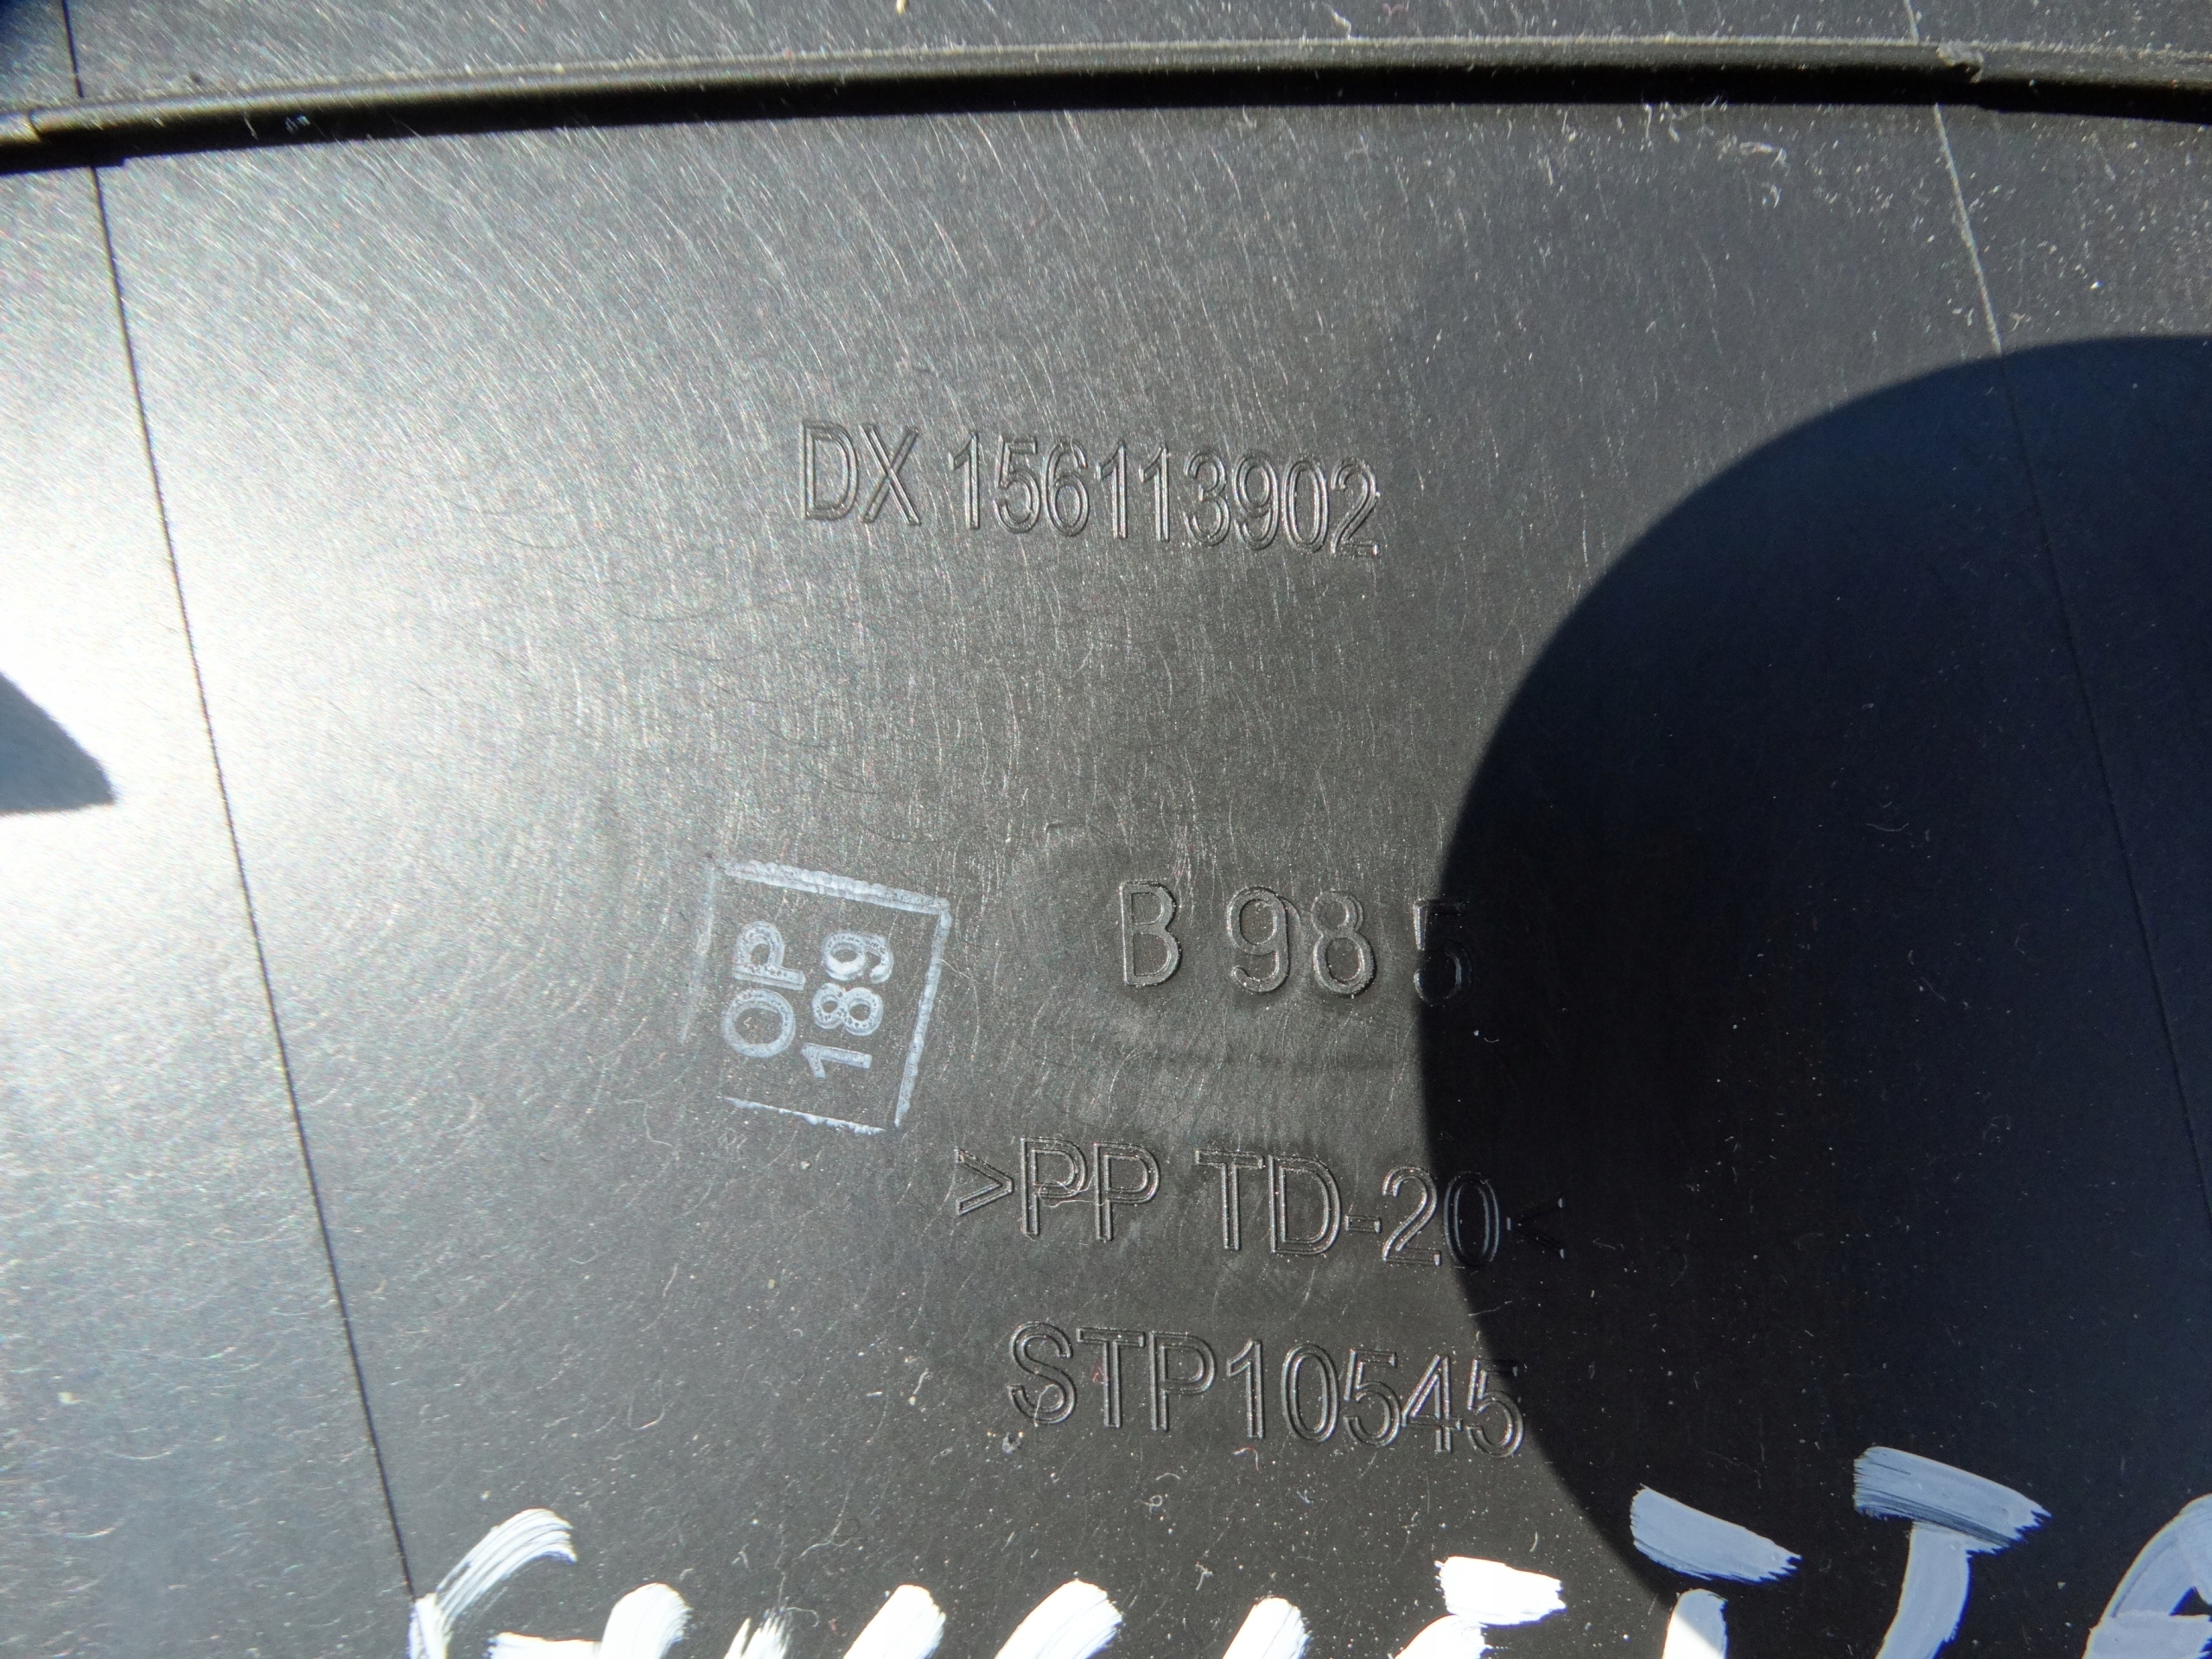 DX 156113902
OP
189
B 98 5
>PP TD-20<
STP10545